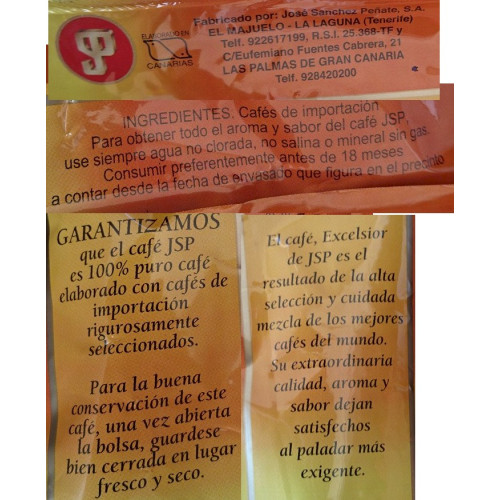 JSP
ELABORADO EN
CANARIAS
Fabricado por: José Sánchez Peñate, S.A.
EL MAJUELO - LA LAGUNA (Tenerife)
Telf. 922617199, R.S.I. 25.368-TF y
C/Eufemiano Fuentes Cabrera, 21
LAS PALMAS DE GRAN CANARIA
Telf. 928420200
INGREDIENTES. Cafés de importación
Para obtener todo el aroma y sabor del café JSP,
use siempre agua no clorada, no salina o mineral sin gas.
Consumir preferentemente antes de 18 meses
a contar desde la fecha de envasado que figura en el precinto
GARANTIZAMOS
que el café JSP
es 100% puro café
elaborado con cafés de
importación
rigurosamente
seleccionados.
Para la buena
conservación de este
café, una vez abierta
la bolsa, guardese
bien cerrada en lugar
fresco y seco.
El café, Excelsior
de JSP es el
resultado de la alta
selección y cuidada
mezcla de los mejores
cafés del mundo.
Su extraordinaria
calidad, aroma y
sabor dejan
satisfechos
al paladar más
exigente.